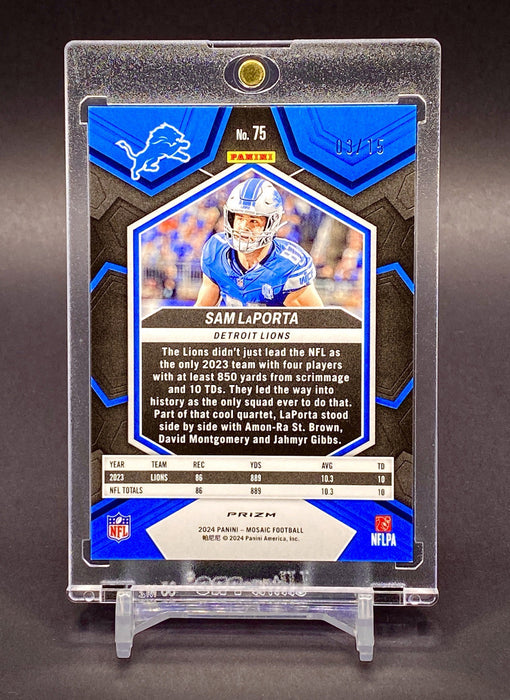 No. 75
PANINI
03/15
SAM LaPORTA
DETROIT LIONS
The Lions didn't just lead the NFL as
the only 2023 team with four players
with at least 850 yards from scrimmage
and 10 TDs. They led the way into
history as the only squad ever to do that.
Part of that cool quartet, LaPorta stood
side by side with Amon-Ra St. Brown,
David Montgomery and Jahmyr Gibbs.
YEAR TEAM REC YDS AVG TD
2023 LIONS 86 889 10.3 10
NFL TOTALS 86 889 10.3 10
PRIZM
2024 PANINI – MOSAIC FOOTBALL
帕尼尼 © 2024 Panini America, Inc.
NFL
NFLPA